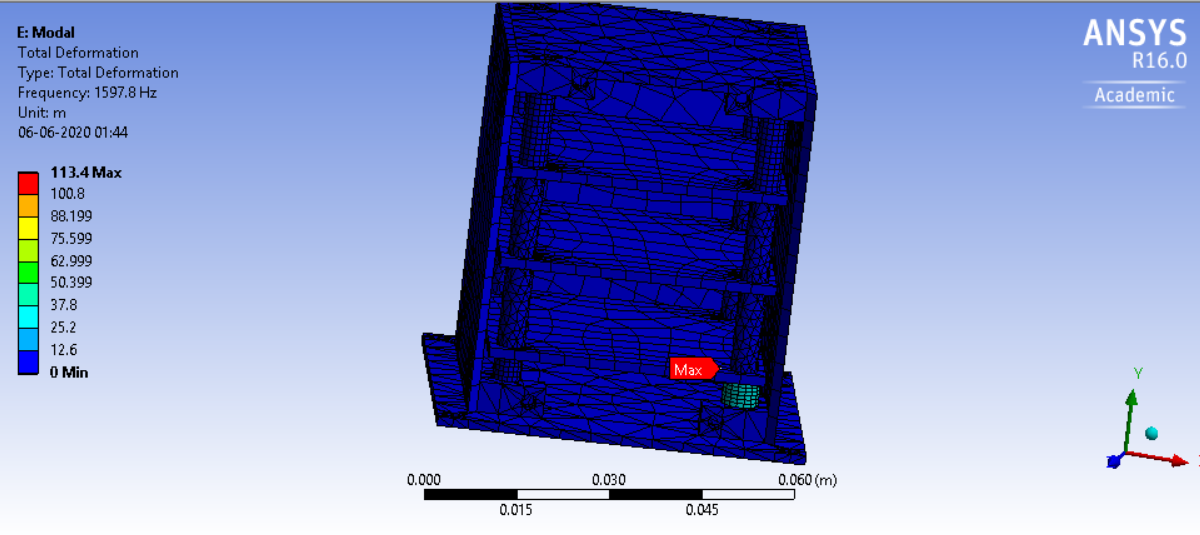 E: Modal
Total Deformation
Type: Total Deformation
Frequency: 1597.8 Hz
Unit: m
06-06-2020 01:44
113.4 Max
100.8
88.199
75.599
62.999
50.399
37.8
25.2
12.6
0 Min
ANSYS
R16.0
Academic
Max
Y
0.000 0.030 0.060 (m)
0.015 0.045